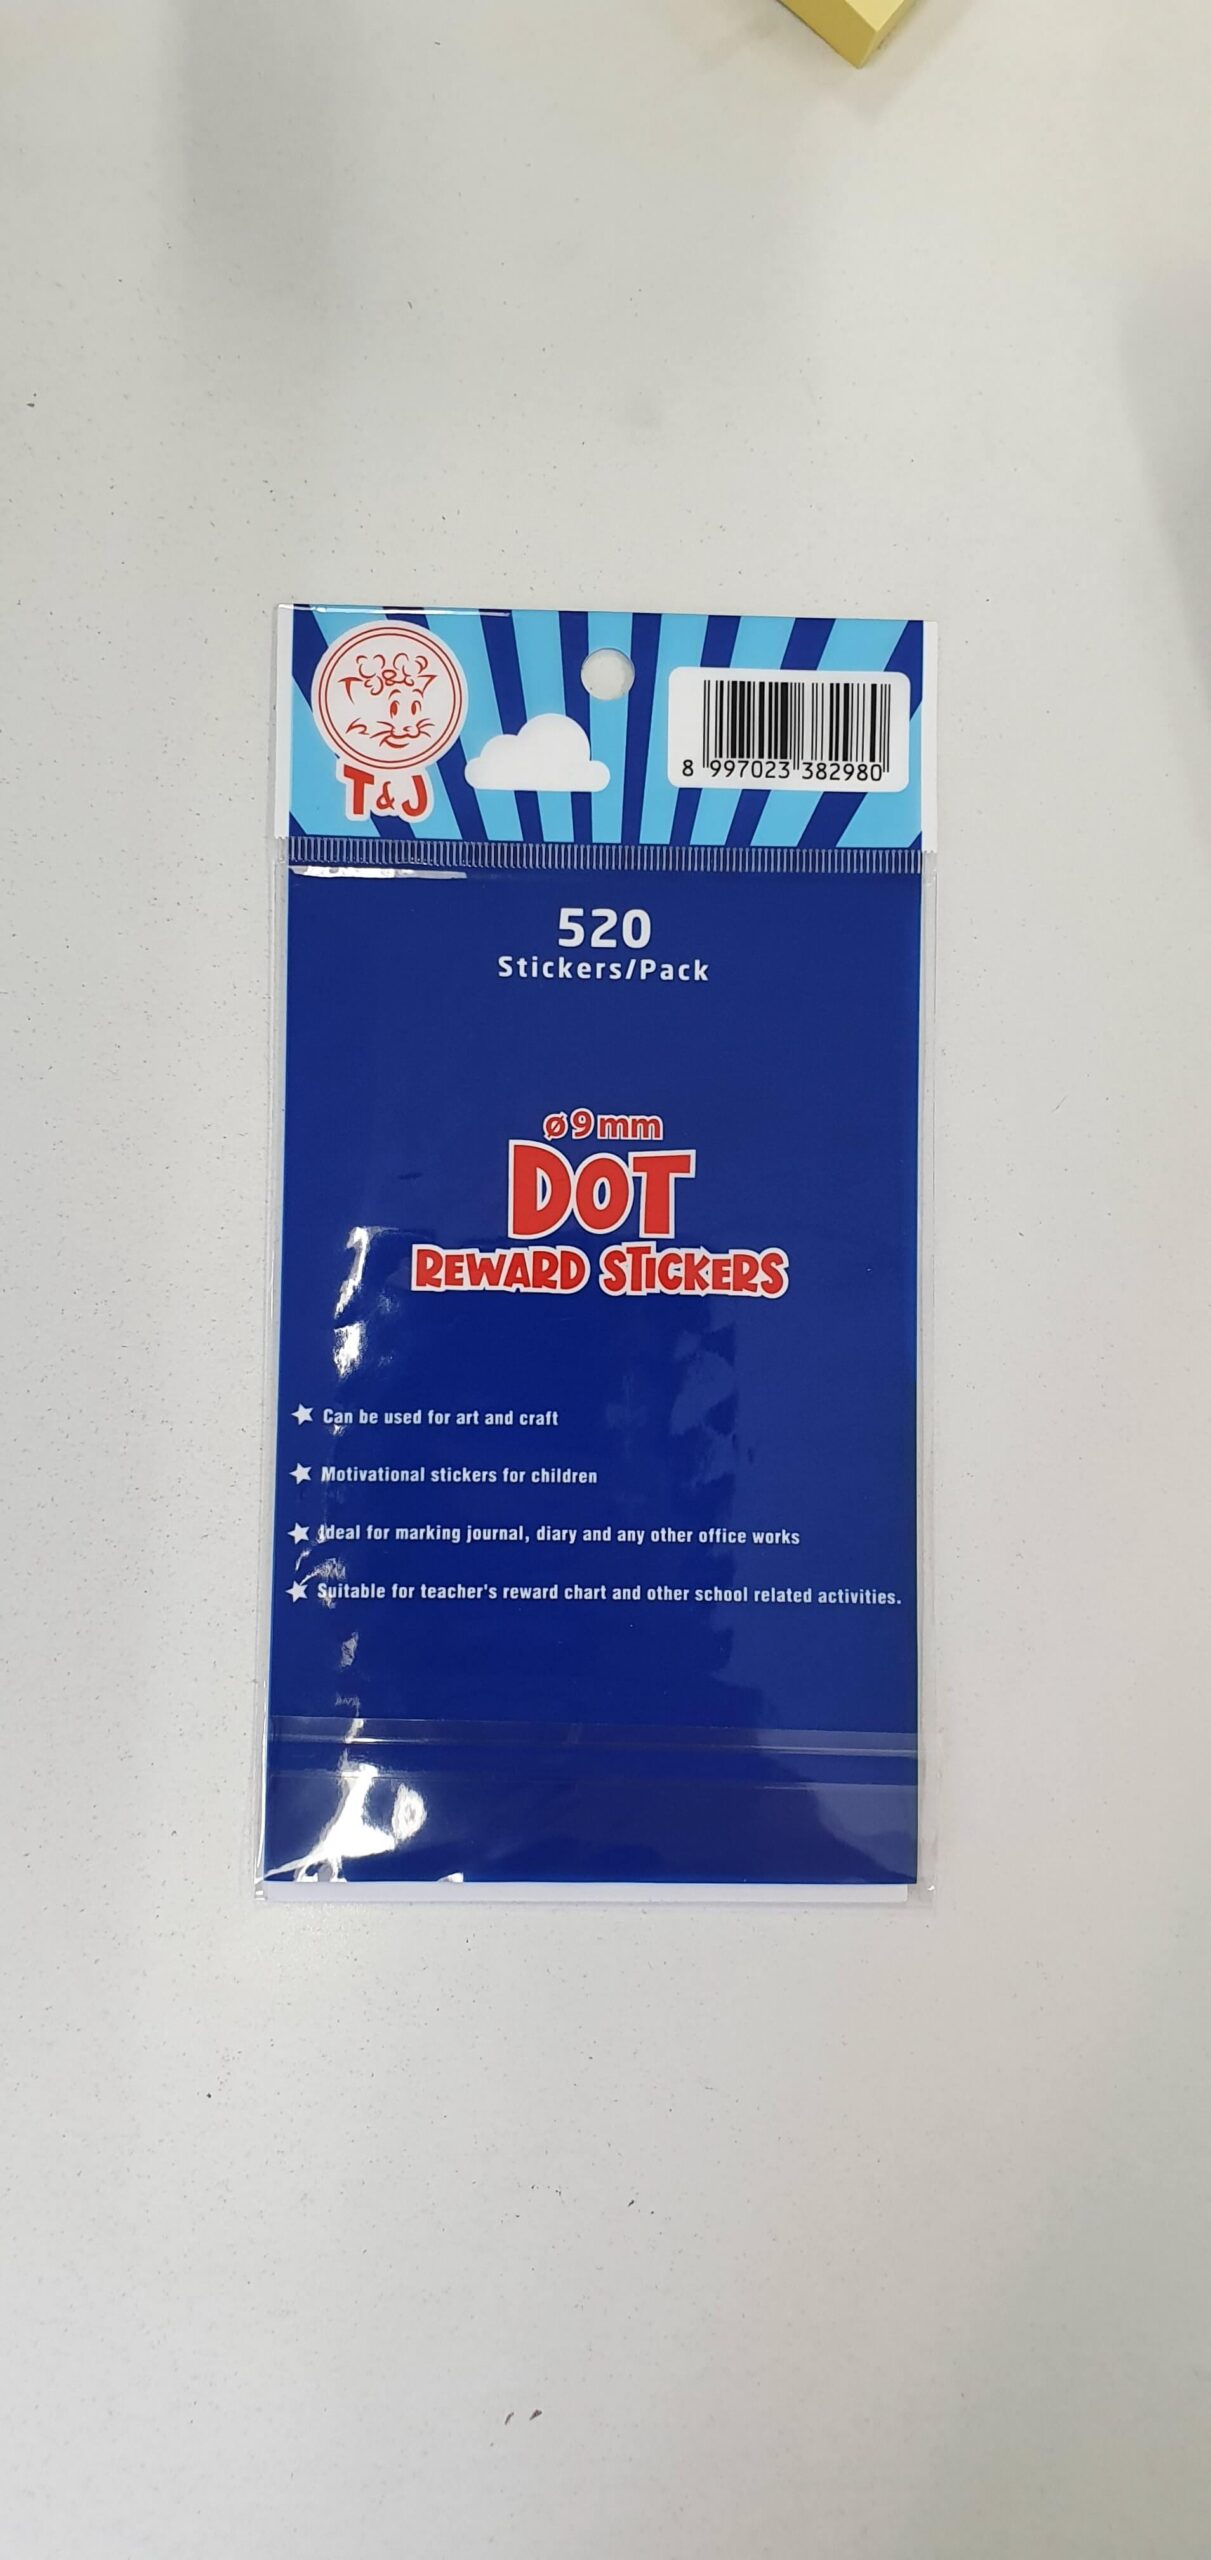 T&J
T&J
8 997023 382980
520
Stickers/Pack
ø9mm
DOT
REWARD STICKERS
Can be used for art and craft
Motivational stickers for children
Ideal for marking journal, diary and any other office works
Suitable for teacher's reward chart and other school related activities.